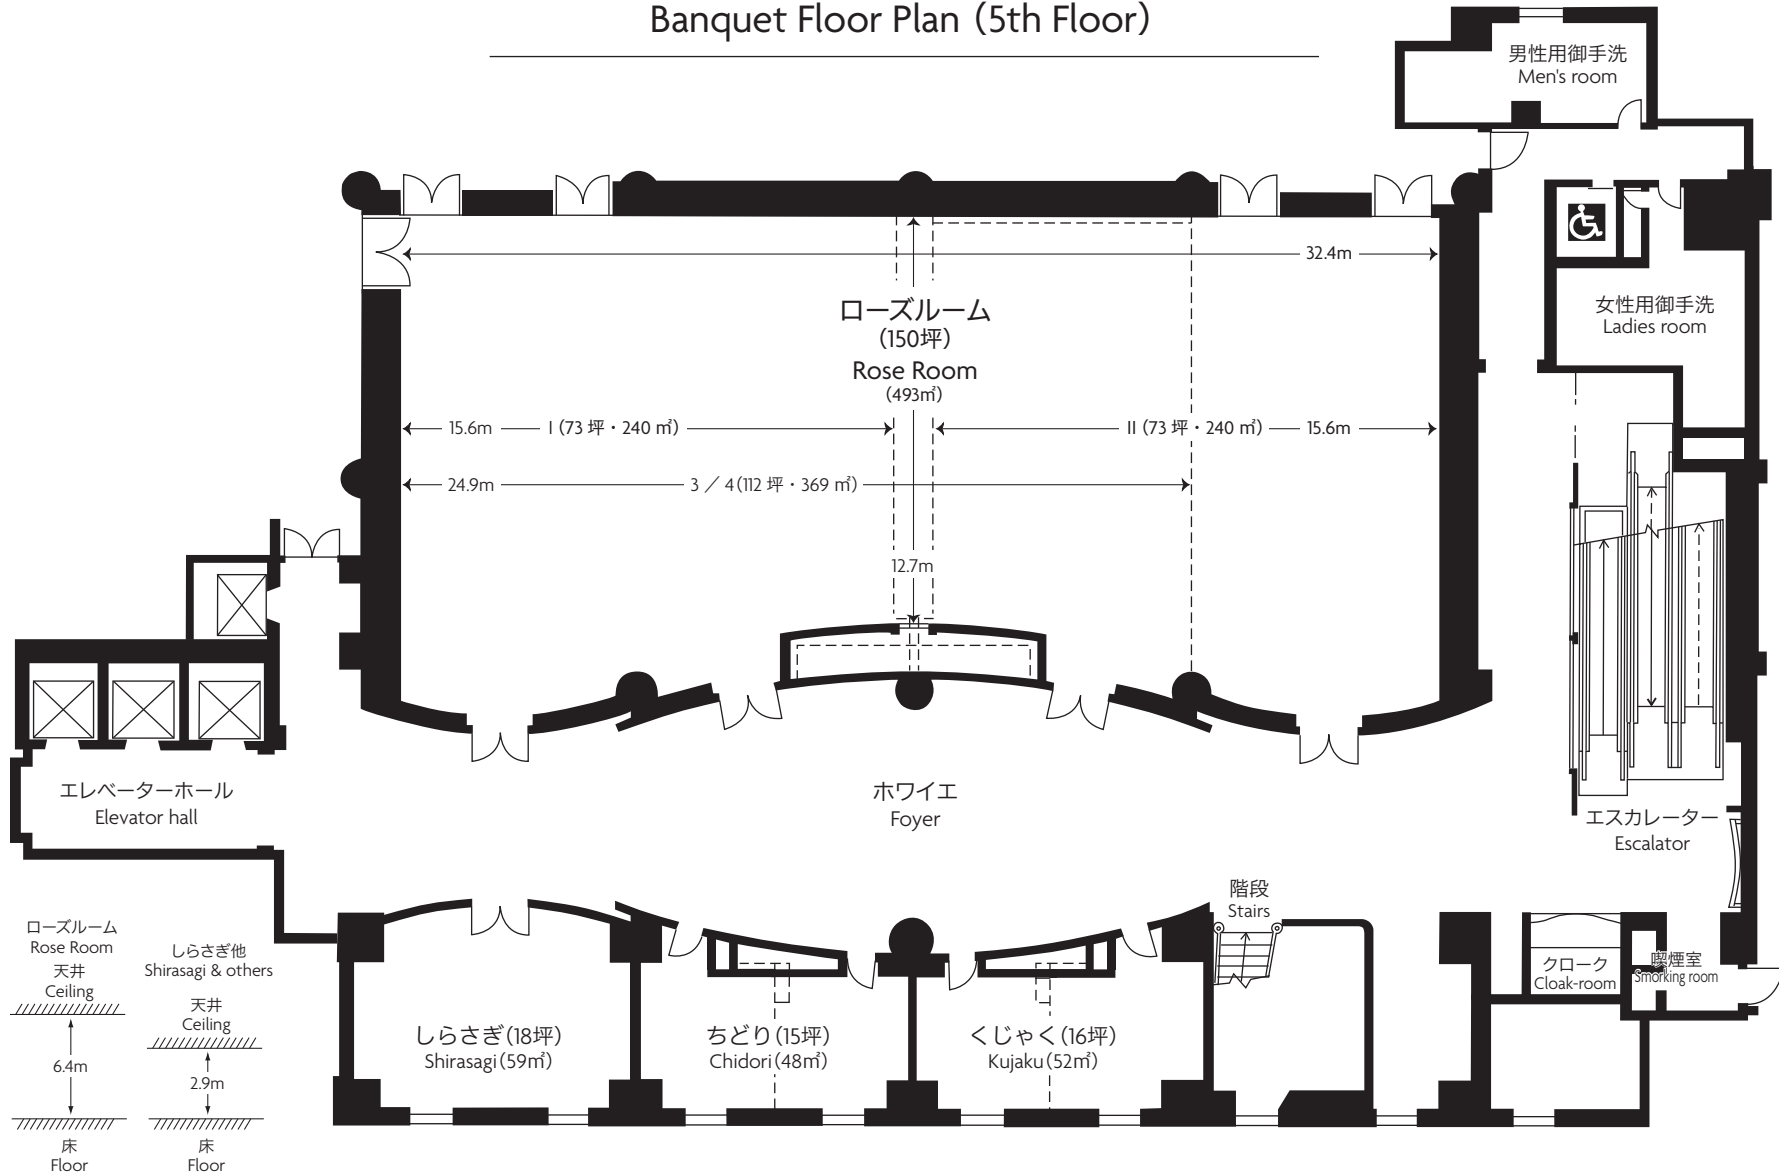 Banquet Floor Plan (5th Floor)
男性用御手洗
Men's room
女性用御手洗
Ladies room
32.4m
ローズルーム
(150坪)
Rose Room
(493㎡)
15.6m I (73 坪・240 ㎡)
II (73 坪・240 ㎡) 15.6m
24.9m 3 / 4 (112 坪・369 ㎡)
12.7m
エレベーターホール
Elevator hall
ホワイエ
Foyer
エスカレーター
Escalator
階段
Stairs
クローク
Cloak-room
喫煙室
Smorking room
しらさぎ(18坪)
Shirasagi(59㎡)
ちどり(15坪)
Chidori(48㎡)
くじゃく(16坪)
Kujaku(52㎡)
ローズルーム
Rose Room
天井
Ceiling
6.4m
床
Floor
しらさぎ他
Shirasagi & others
天井
Ceiling
2.9m
床
Floor